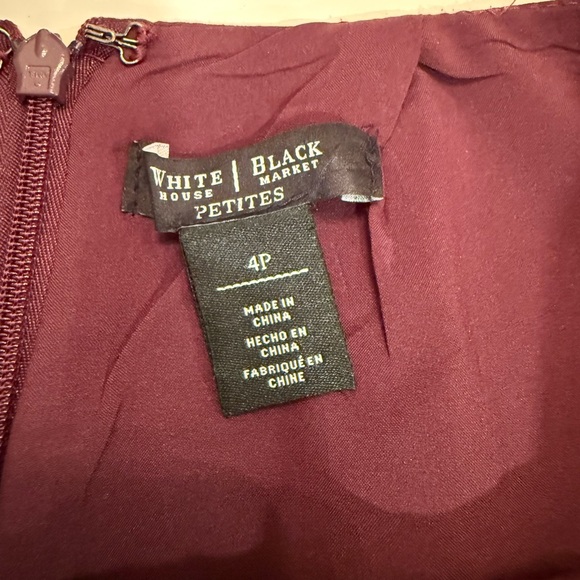 WHITE | BLACK
HOUSE MARKET
PETITES
4P
MADE IN
CHINA
HECHO EN
CHINA
FABRIQUÉ EN
CHINE